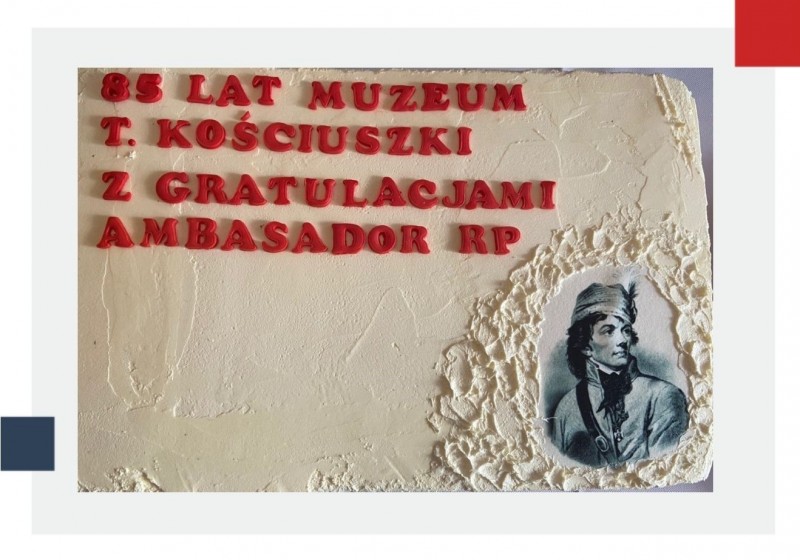 85 LAT MUZEUM
T. KOŚCIUSZKI
Z GRATULACJAMI
AMBASADOR RP